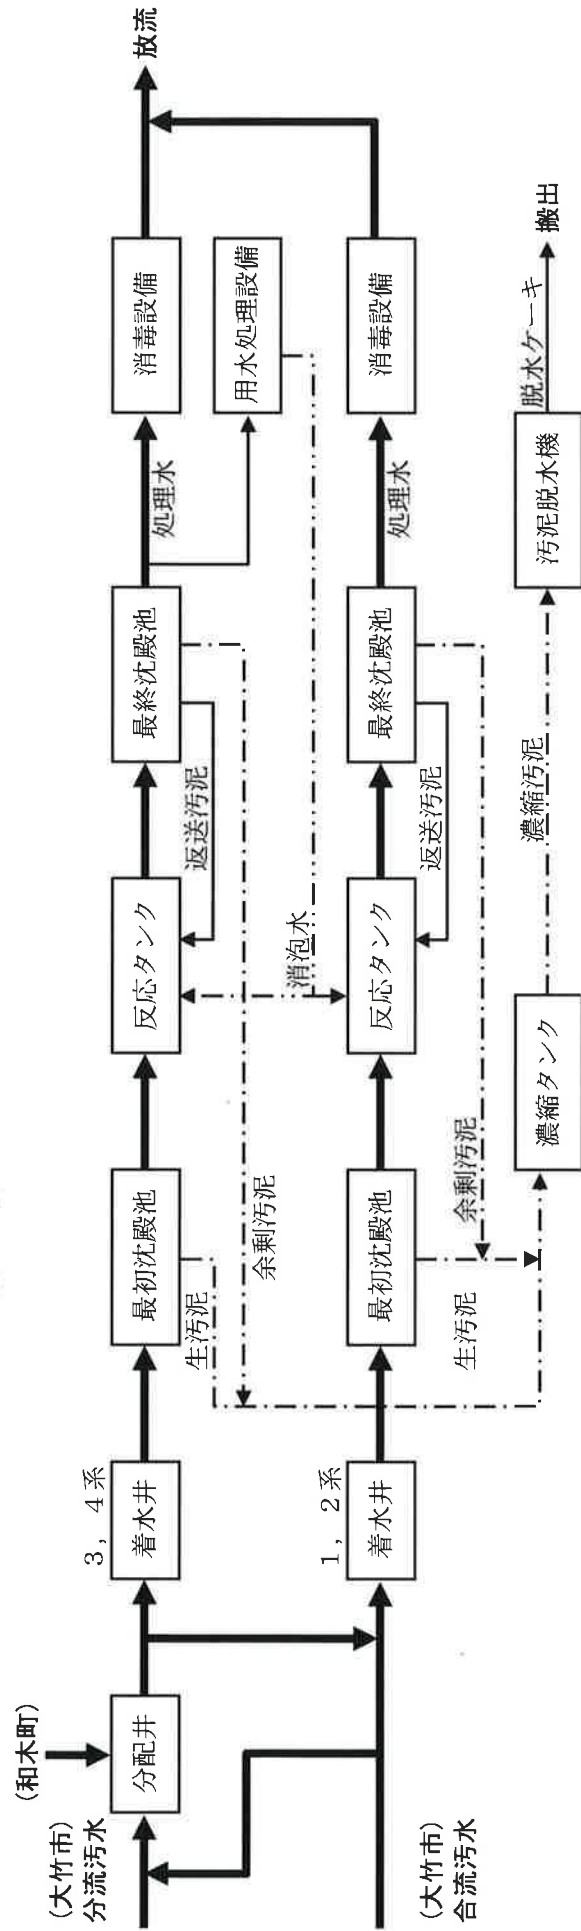 (和木町)
(大竹市)
分流汚水
分配井
3，4系
着水井
最初沈殿池
生汚泥
余剰汚泥
反応タンク
返送汚泥
消泡水
最終沈殿池
処理水
用水処理設備
消毒設備
放流
(大竹市)
合流汚水
1，2系
着水井
最初沈殿池
生汚泥
余剰汚泥
反応タンク
返送汚泥
最終沈殿池
処理水
消毒設備
濃縮タンク
濃縮汚泥
汚泥脱水機
脱水ケーキ
搬出